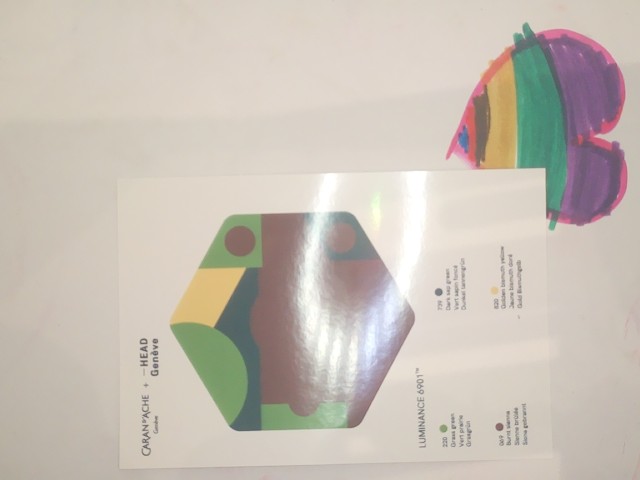 CARAN D'ACHE + —HEAD
Genève Genève
LUMINANCE 6901™
220
Grass green
Vert prairie
Grasgrün
739
Dark sap green
Vert sapin foncé
Dunkel tannengrün
069
Burnt sienna
Sienne brûlée
Siena gebrannt
820
Golden bismuth yellow
Jaune bismuth doré
Gold Bismuthgelb